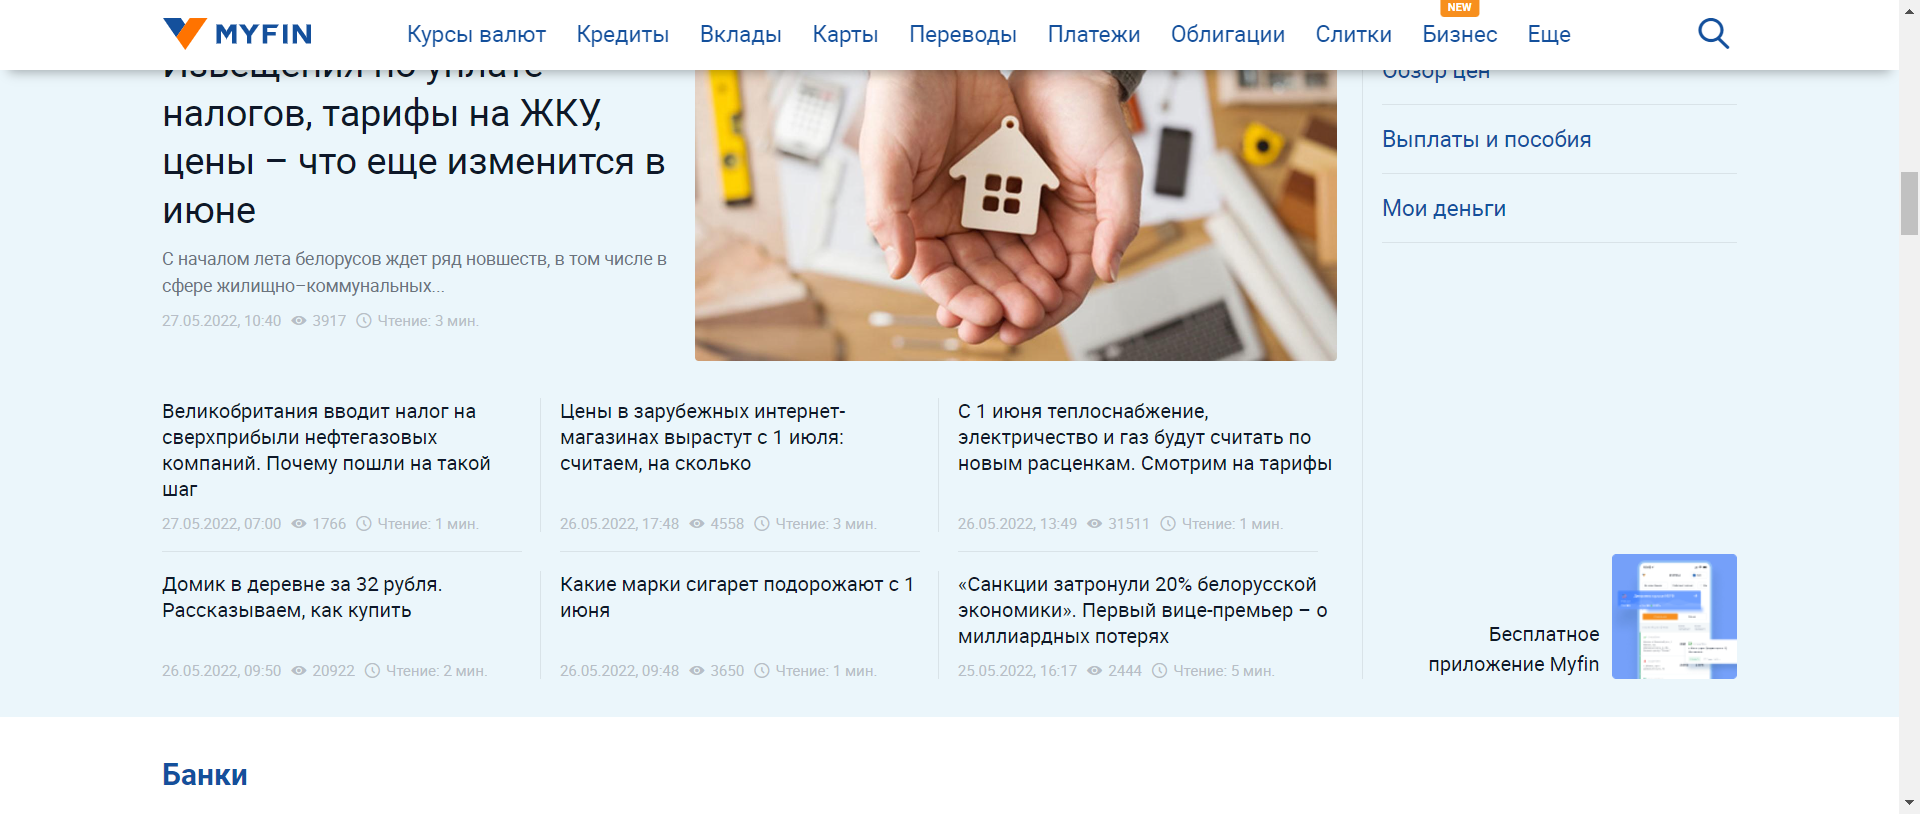 MYFIN
Курсы валют
Кредиты
Вклады
Карты
Переводы
Платежи
Облигации
Слитки
NEW
Бизнес
Еще
Извещения по уплате
налогов, тарифы на ЖКУ,
цены – что еще изменится в
июне
С началом лета белорусов ждет ряд новшеств, в том числе в
сфере жилищно–коммунальных...
27.05.2022, 10:40 3917 Чтение: 3 мин.
Обзор цен
Выплаты и пособия
Мои деньги
Великобритания вводит налог на
сверхприбыли нефтегазовых
компаний. Почему пошли на такой
шаг
27.05.2022, 07:00 1766 Чтение: 1 мин.
Цены в зарубежных интернет-
магазинах вырастут с 1 июля:
считаем, на сколько
26.05.2022, 17:48 4558 Чтение: 3 мин.
С 1 июня теплоснабжение,
электричество и газ будут считать по
новым расценкам. Смотрим на тарифы
26.05.2022, 13:49 31511 Чтение: 1 мин.
Домик в деревне за 32 рубля.
Рассказываем, как купить
26.05.2022, 09:50 20922 Чтение: 2 мин.
Какие марки сигарет подорожают с 1
июня
26.05.2022, 09:48 3650 Чтение: 1 мин.
«Санкции затронули 20% белорусской
экономики». Первый вице-премьер – о
миллиардных потерях
25.05.2022, 16:17 2444 Чтение: 5 мин.
Бесплатное
приложение Myfin
Банки